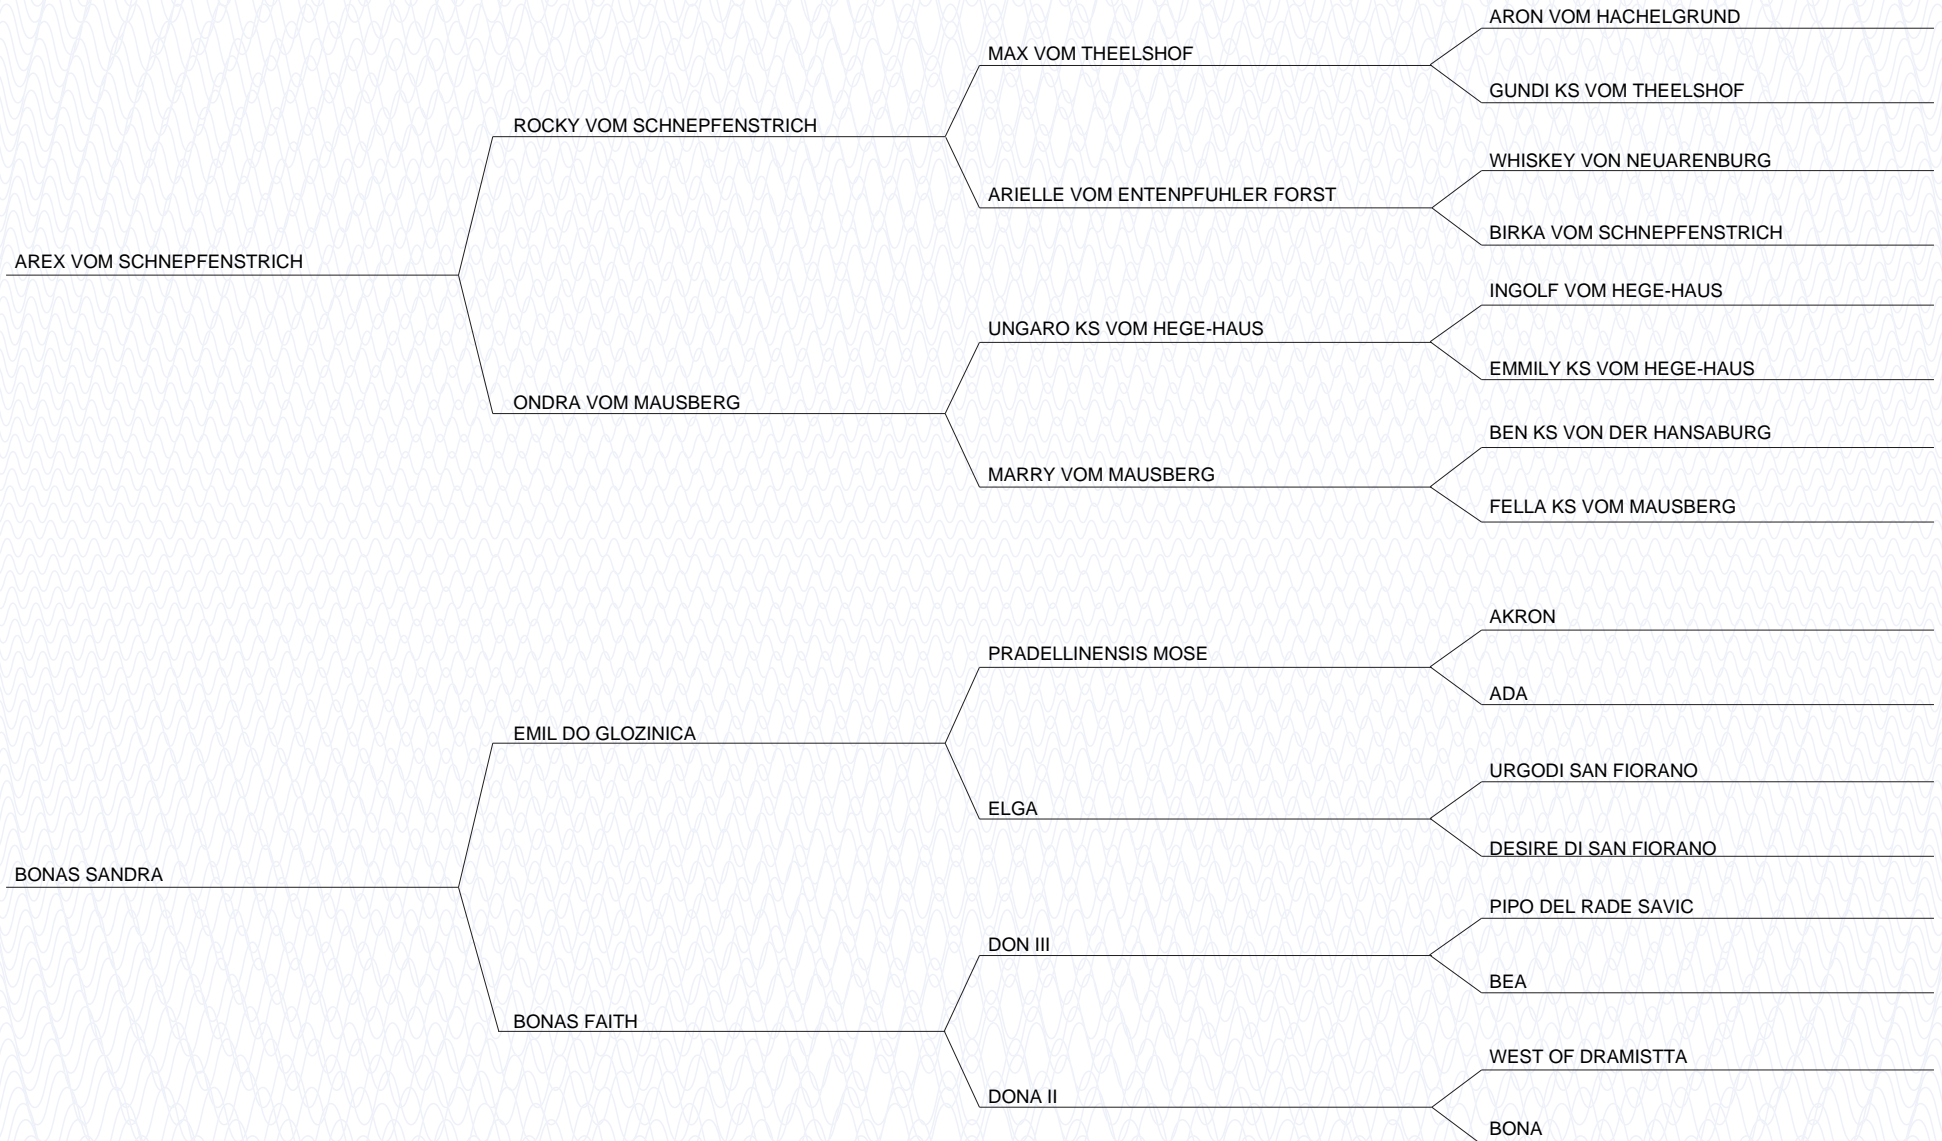 ARON VOM HACHELGRUND
MAX VOM THEELSHOF
GUNDI KS VOM THEELSHOF
ROCKY VOM SCHNEPFENSTRICH
WHISKEY VON NEUARENBURG
ARIELLE VOM ENTENPFUHLER FORST
BIRKA VOM SCHNEPFENSTRICH
AREX VOM SCHNEPFENSTRICH
INGOLF VOM HEGE-HAUS
UNGARO KS VOM HEGE-HAUS
EMMILY KS VOM HEGE-HAUS
ONDRA VOM MAUSBERG
BEN KS VON DER HANSABURG
MARRY VOM MAUSBERG
FELLA KS VOM MAUSBERG
AKRON
PRADELLINENSIS MOSE
ADA
EMIL DO GLOZINICA
URGODI SAN FIORANO
ELGA
DESIRE DI SAN FIORANO
BONAS SANDRA
PIPO DEL RADE SAVIC
DON III
BEA
BONAS FAITH
WEST OF DRAMISTTA
DONA II
BONA